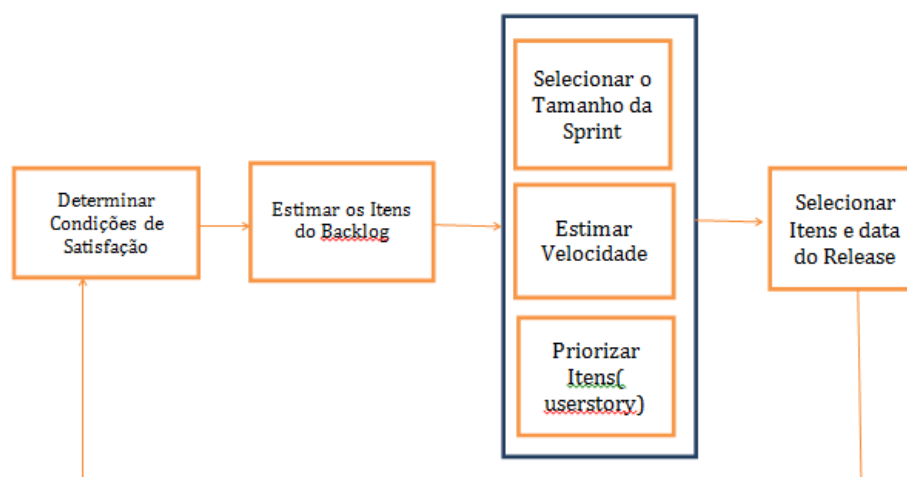 Determinar
Condições de
Satisfação
Estimar os Itens
do Backlog
Selecionar o
Tamanho da
Sprint
Estimar
Velocidade
Priorizar
Itens(
userstory)
Selecionar
Itens e data
do Release